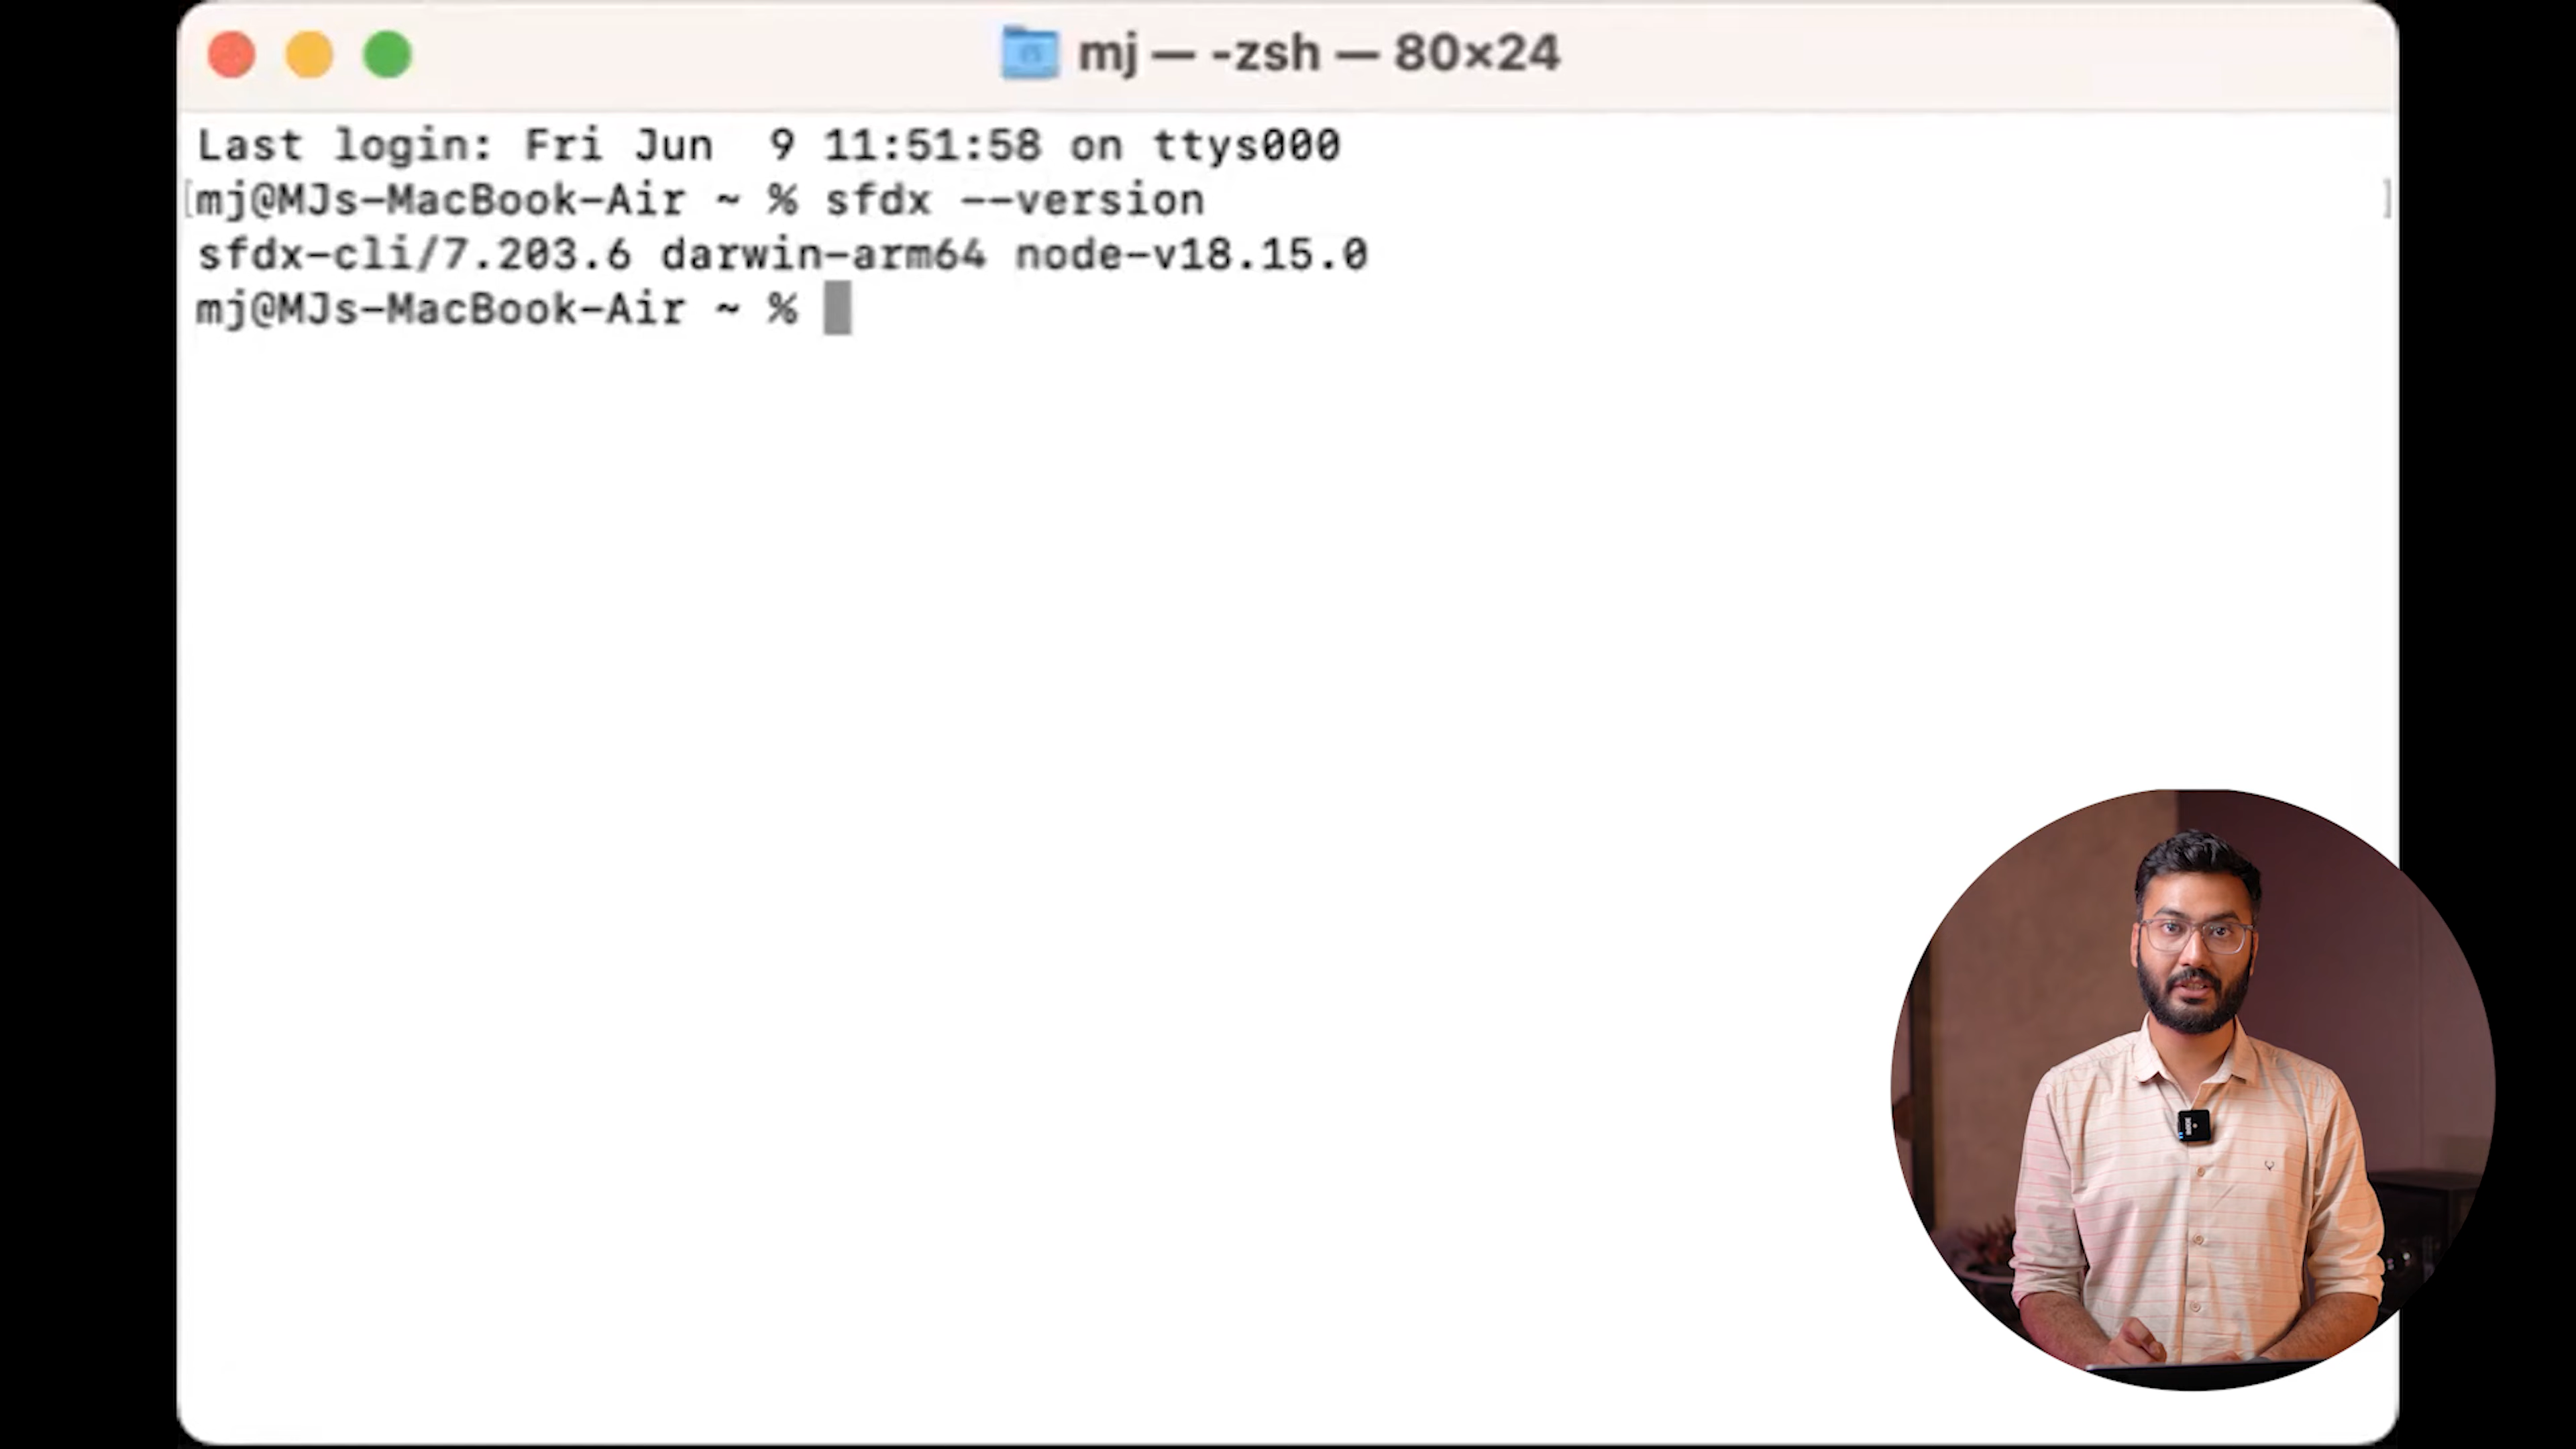 mj — -zsh — 80×24
Last login: Fri Jun  9 11:51:58 on ttys000
[mj@MJs-MacBook-Air ~ % sfdx --version ]
sfdx-cli/7.203.6 darwin-arm64 node-v18.15.0
mj@MJs-MacBook-Air ~ %